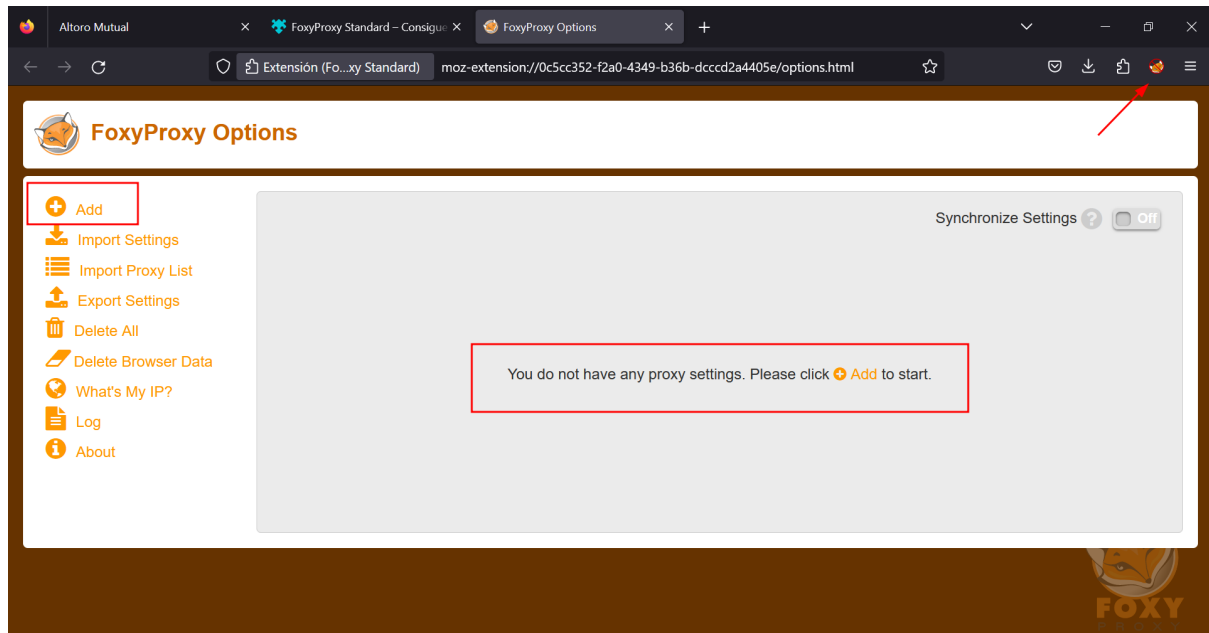 Altoro Mutual
FoxyProxy Standard – Consigue
FoxyProxy Options
Extensión (Fo...xy Standard) moz-extension://0c5cc352-f2a0-4349-b36b-dcccd2a4405e/options.html
FoxyProxy Options
Add
Import Settings
Import Proxy List
Export Settings
Delete All
Delete Browser Data
What's My IP?
Log
About
Synchronize Settings ? Off
You do not have any proxy settings. Please click Add to start.
FOXY
PROXY